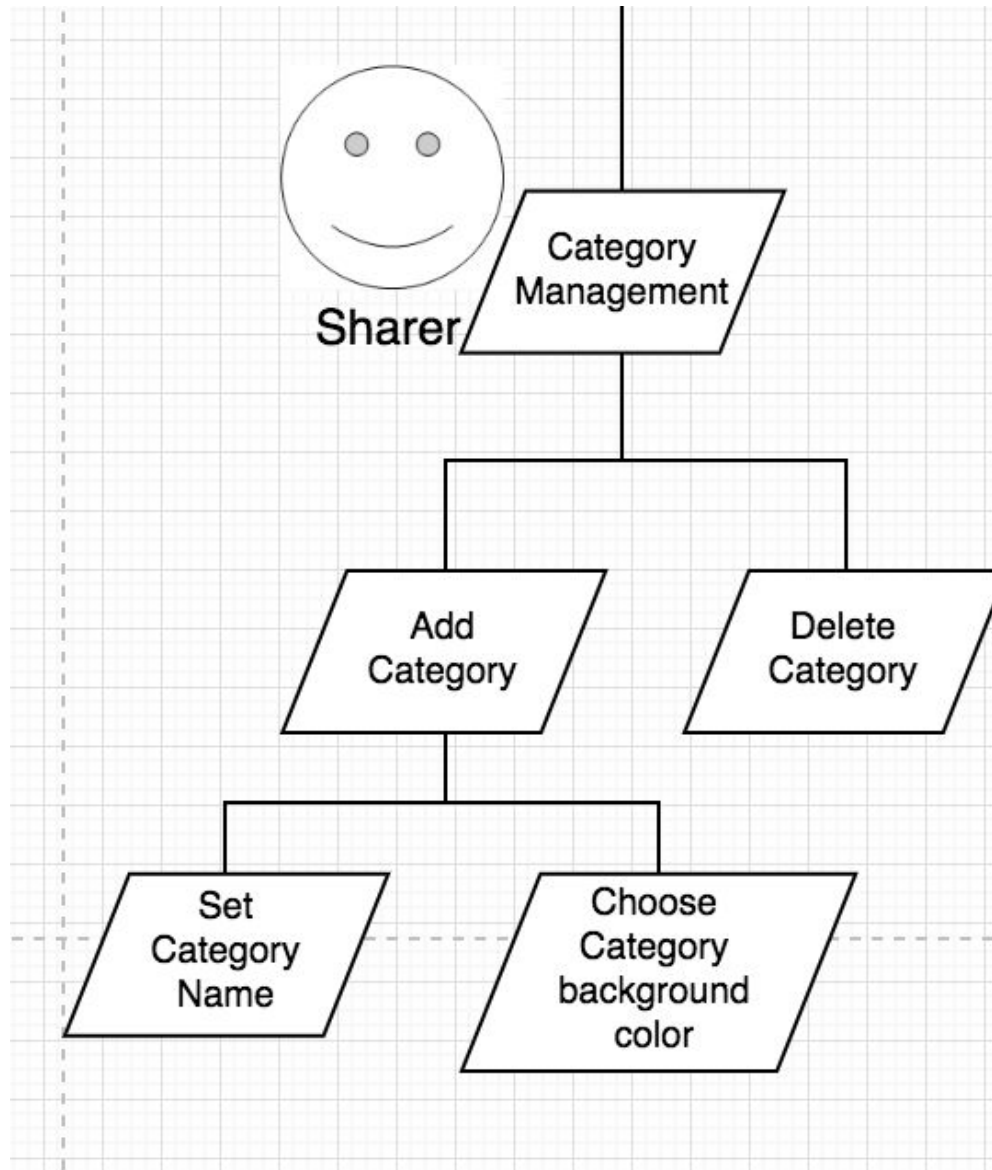 Category
Management
Sharer
Add
Category
Delete
Category
Set
Category
Name
Choose
Category
background
color